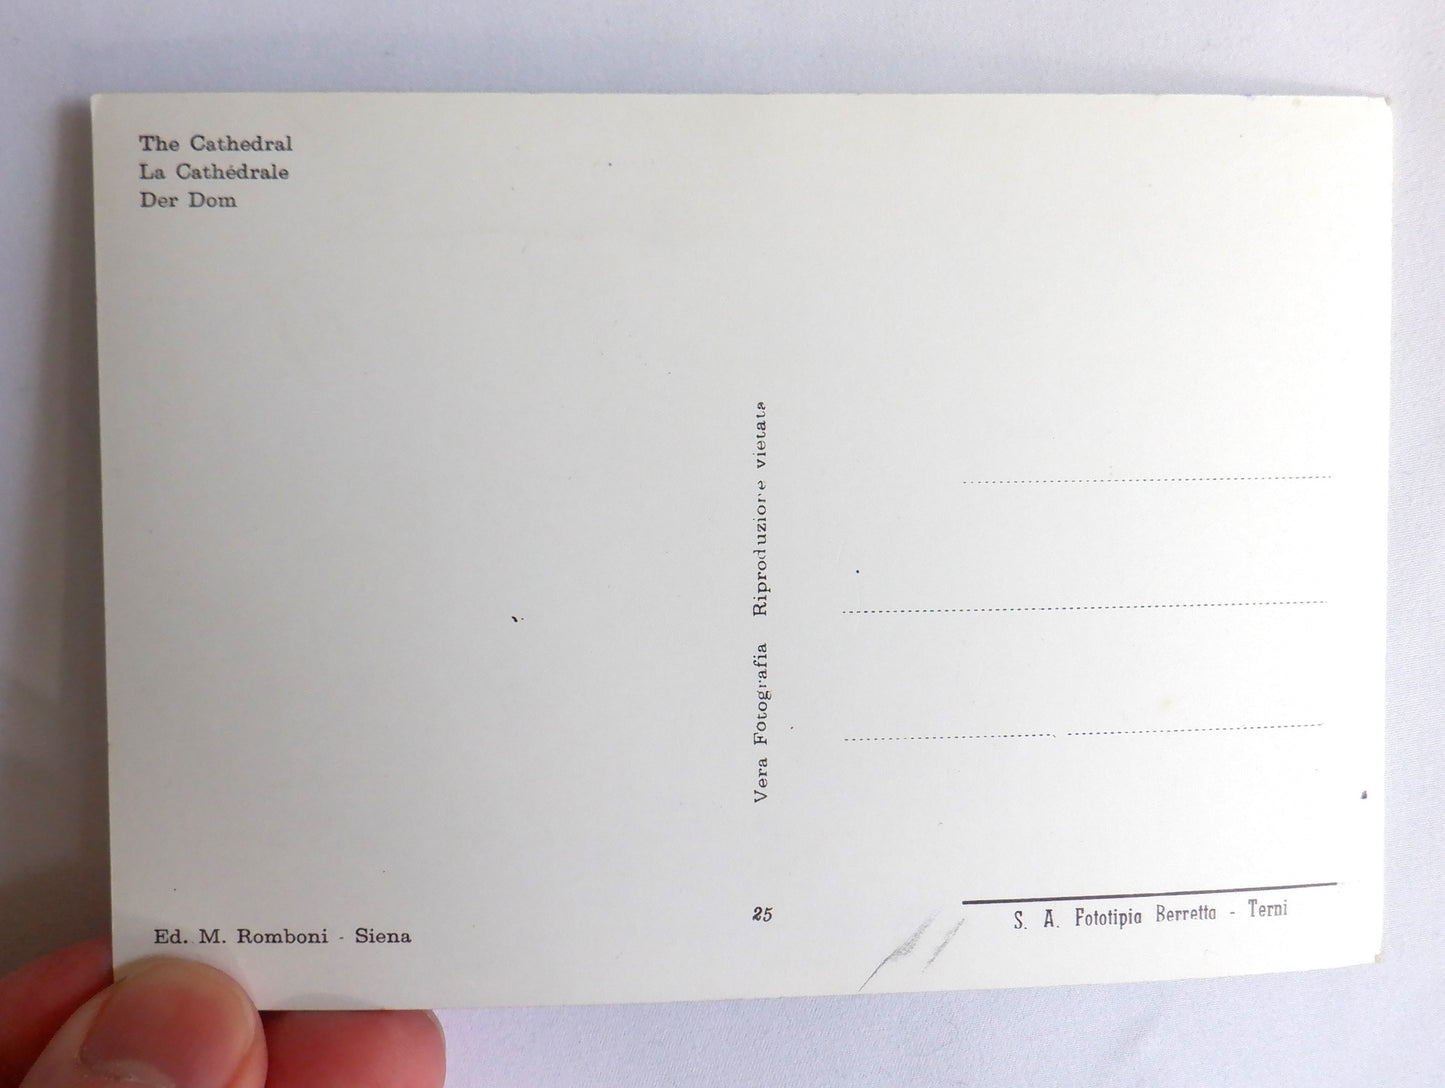 The Cathedral
La Cathédrale
Der Dom
Vera Fotografia Riproduzione vietata
25
Ed. M. Romboni - Siena
S. A. Fototipia Berretta - Terni